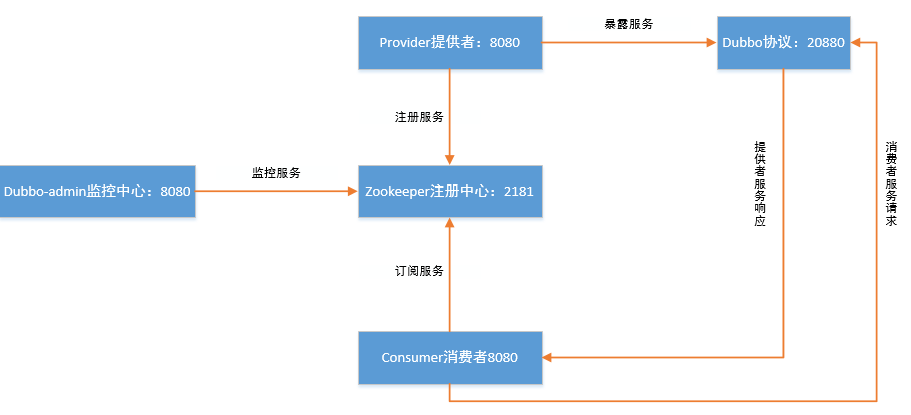 Provider提供者：8080
暴露服务
Dubbo协议：20880
注册服务
提供者服务响应
消费者服务请求
Dubbo-admin监控中心：8080
监控服务
Zookeeper注册中心：2181
订阅服务
Consumer消费者8080